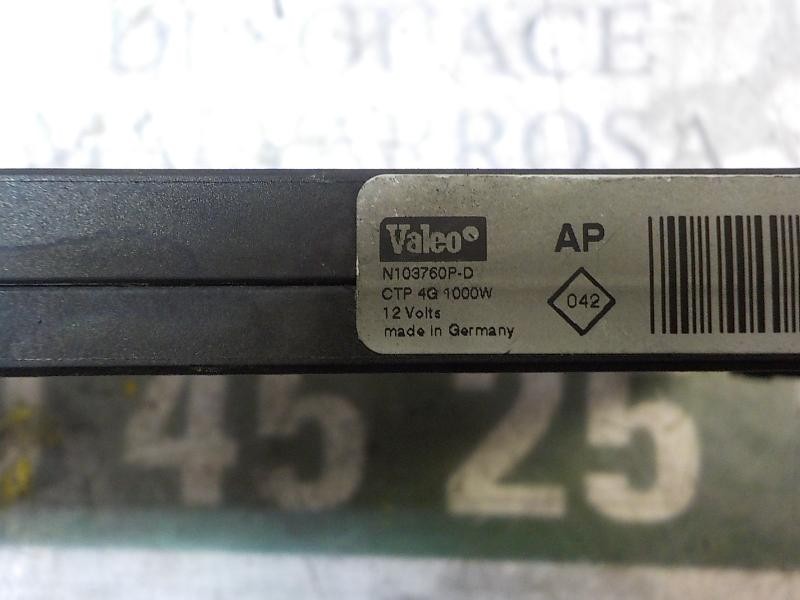 Valeo
N103760P-D
CTP 4G 1000W
12 Volts
made in Germany
AP
042
45 25